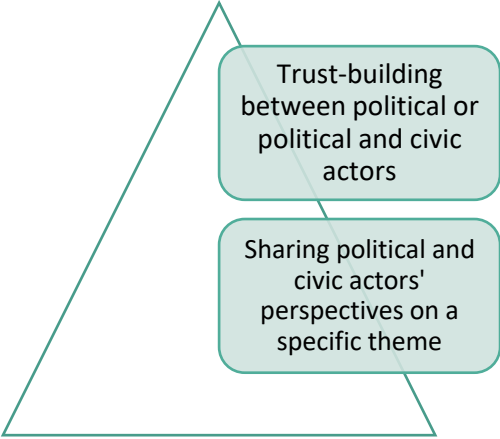 Trust-building
between political or
political and civic
actors
Sharing political and
civic actors'
perspectives on a
specific theme